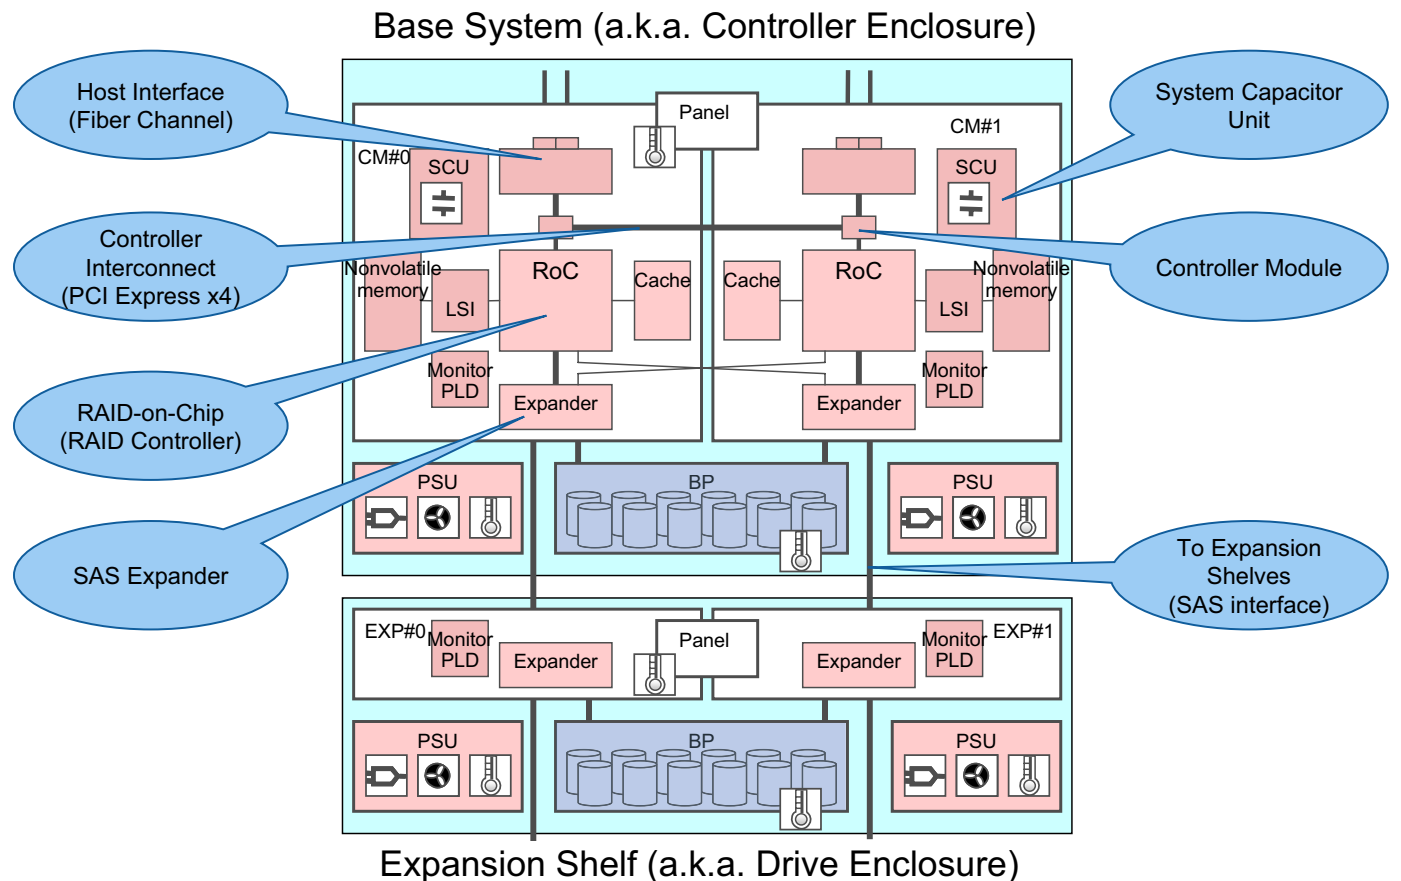 Base System (a.k.a. Controller Enclosure)
Host Interface
(Fiber Channel)
System Capacitor
Unit
Panel
CM#0
CM#1
SCU
SCU
Controller
Interconnect
(PCI Express x4)
Controller Module
Nonvolatile
memory
LSI
RoC
Cache
Cache
RoC
LSI
Nonvolatile
memory
Monitor
PLD
Monitor
PLD
RAID-on-Chip
(RAID Controller)
Expander
Expander
PSU
BP
PSU
SAS Expander
To Expansion
Shelves
(SAS interface)
EXP#0
Monitor
PLD
Expander
Panel
Expander
Monitor
PLD
EXP#1
PSU
BP
PSU
Expansion Shelf (a.k.a. Drive Enclosure)